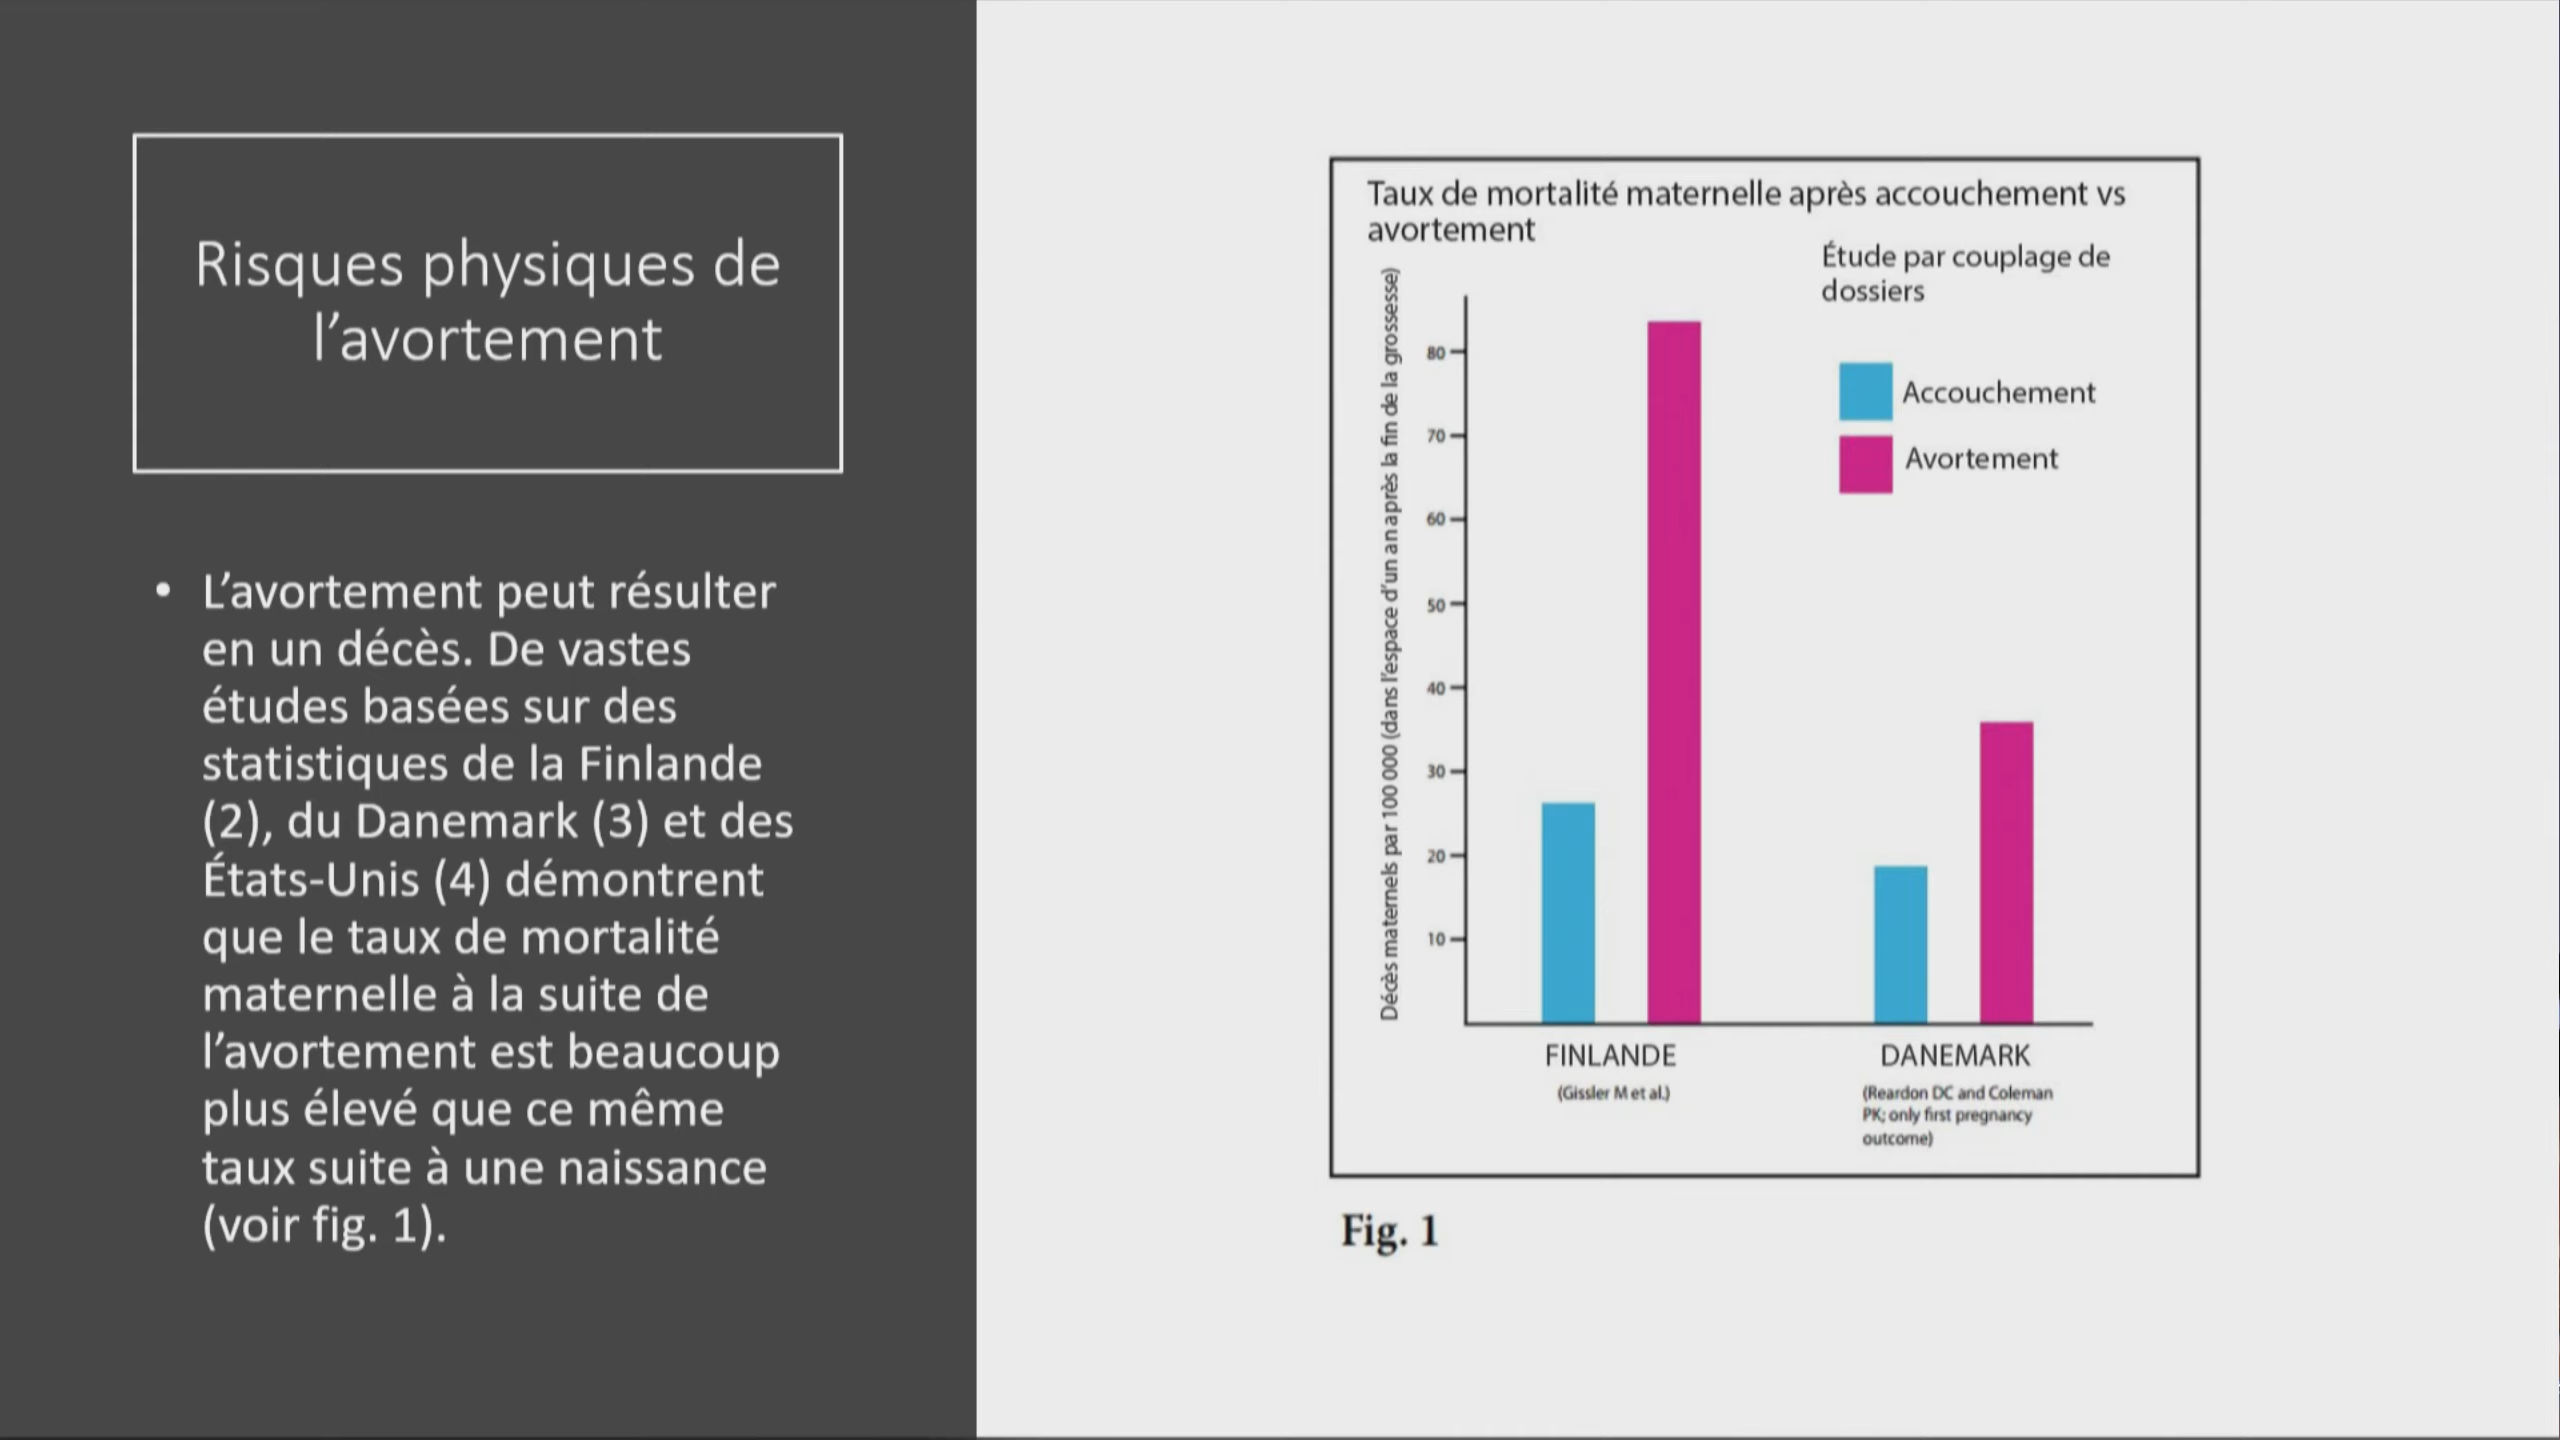 Risques physiques de
l’avortement
• L’avortement peut résulter
en un décès. De vastes
études basées sur des
statistiques de la Finlande
(2), du Danemark (3) et des
États-Unis (4) démontrent
que le taux de mortalité
maternelle à la suite de
l’avortement est beaucoup
plus élevé que ce même
taux suite à une naissance
(voir fig. 1).
Taux de mortalité maternelle après accouchement vs
avortement
Étude par couplage de
dossiers
Accouchement
Avortement
Décès maternels par 100 000 (dans l’espace d’un an après la fin de la grossesse)
80
70
60
50
40
30
20
10
FINLANDE
(Gissler M et al.)
DANEMARK
(Reardon DC and Coleman
PK; only first pregnancy
outcome)
Fig. 1